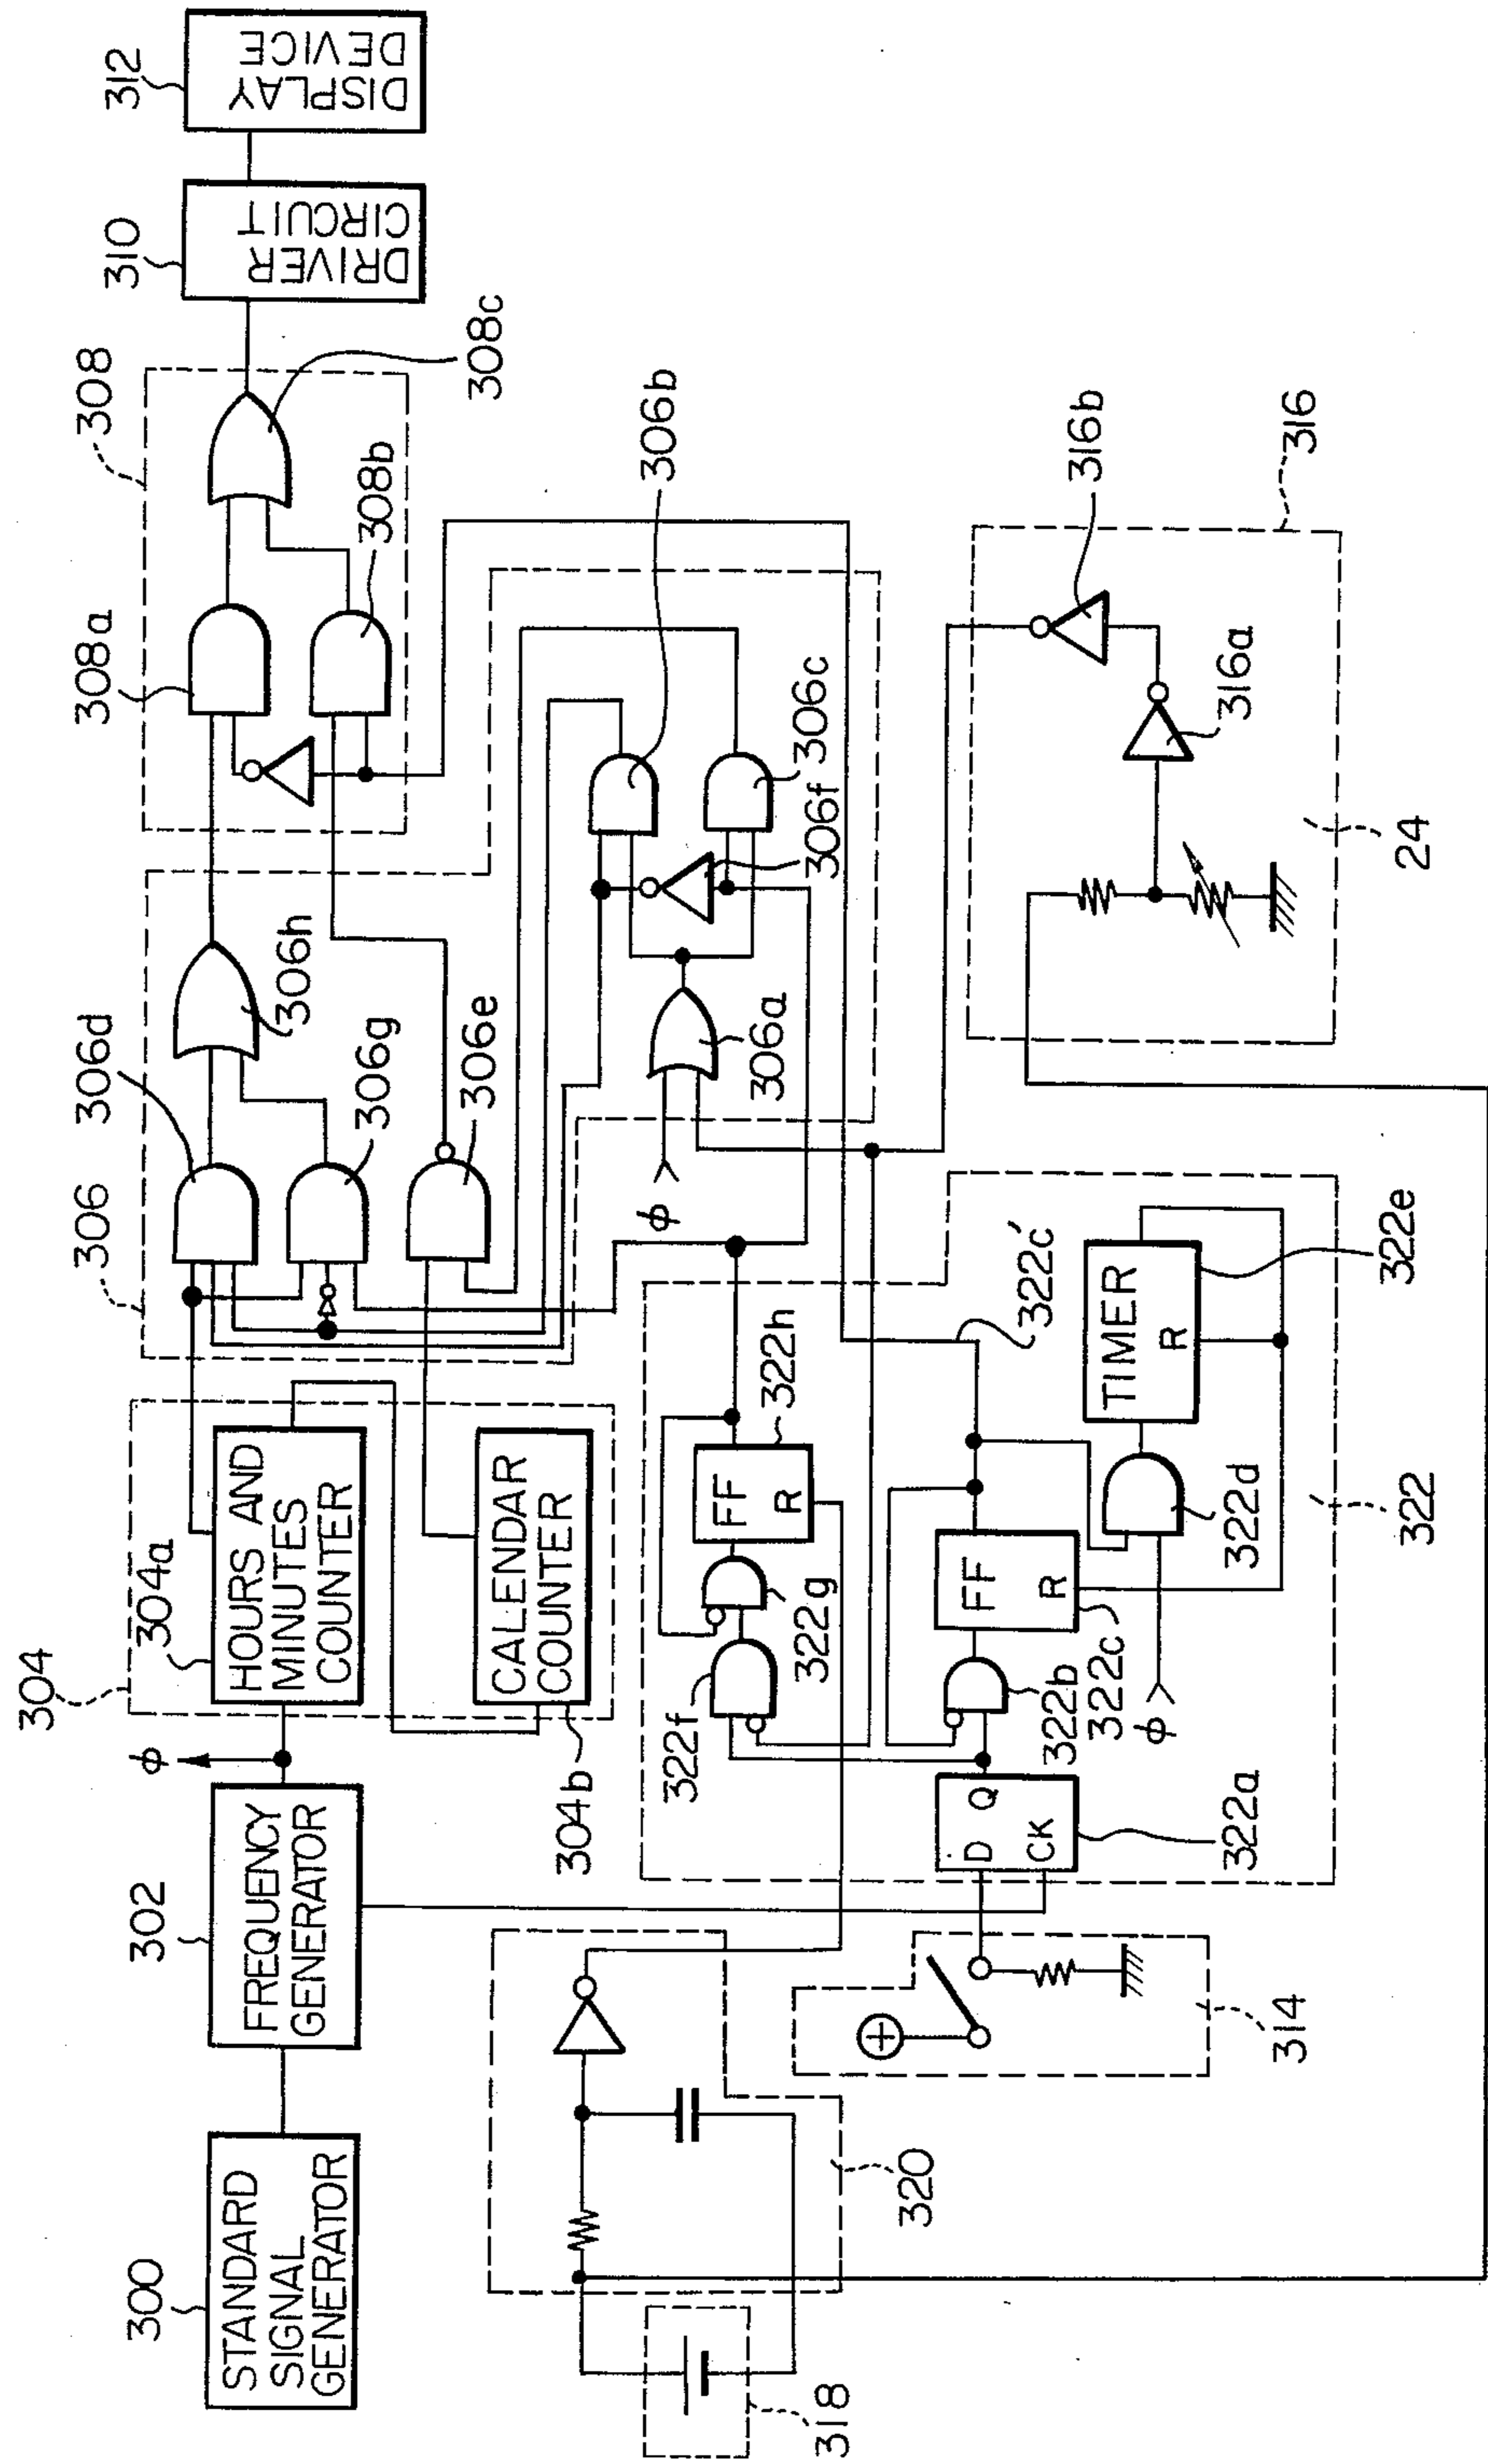 300
STANDARD
SIGNAL
GENERATOR
302
FREQUENCY
GENERATOR
ϕ
304
304a
HOURS AND
MINUTES
COUNTER
304b
CALENDAR
COUNTER
306
306d
306h
306g
306e
306a
ϕ
306b
306c
306f
308
308a
308b
308c
310
DRIVER
CIRCUIT
312
DISPLAY
DEVICE
318
320
314
322f
322g
FF
R
322h
D
Q
CK
322a
322b
FF
R
322c
322c'
ϕ
322d
TIMER
R
322e
322
24
316a
316b
316